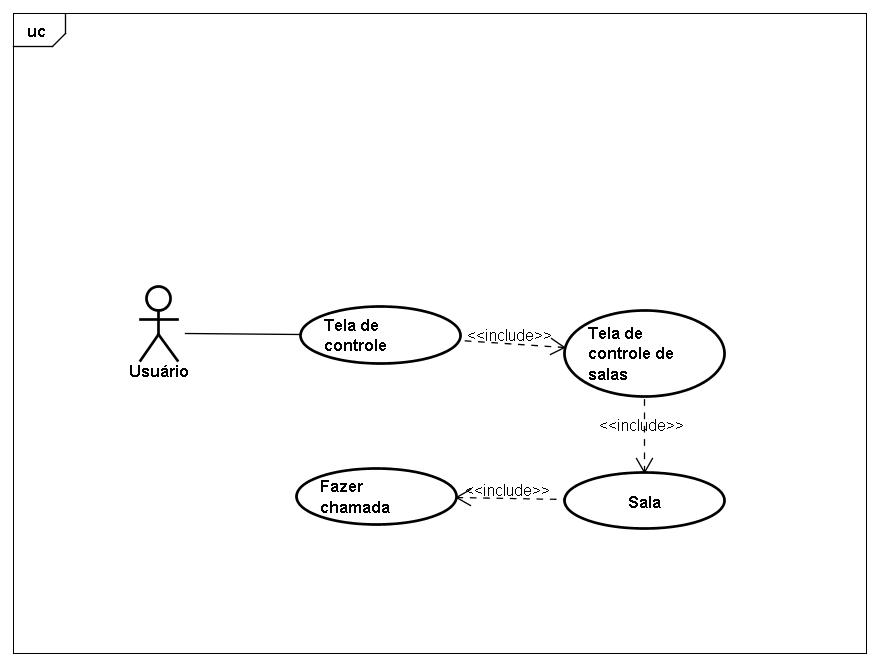 uc
Tela de
controle
<<include>>
Tela de
controle de
salas
Usuário
<<include>>
Fazer
chamada
<<include>>
Sala